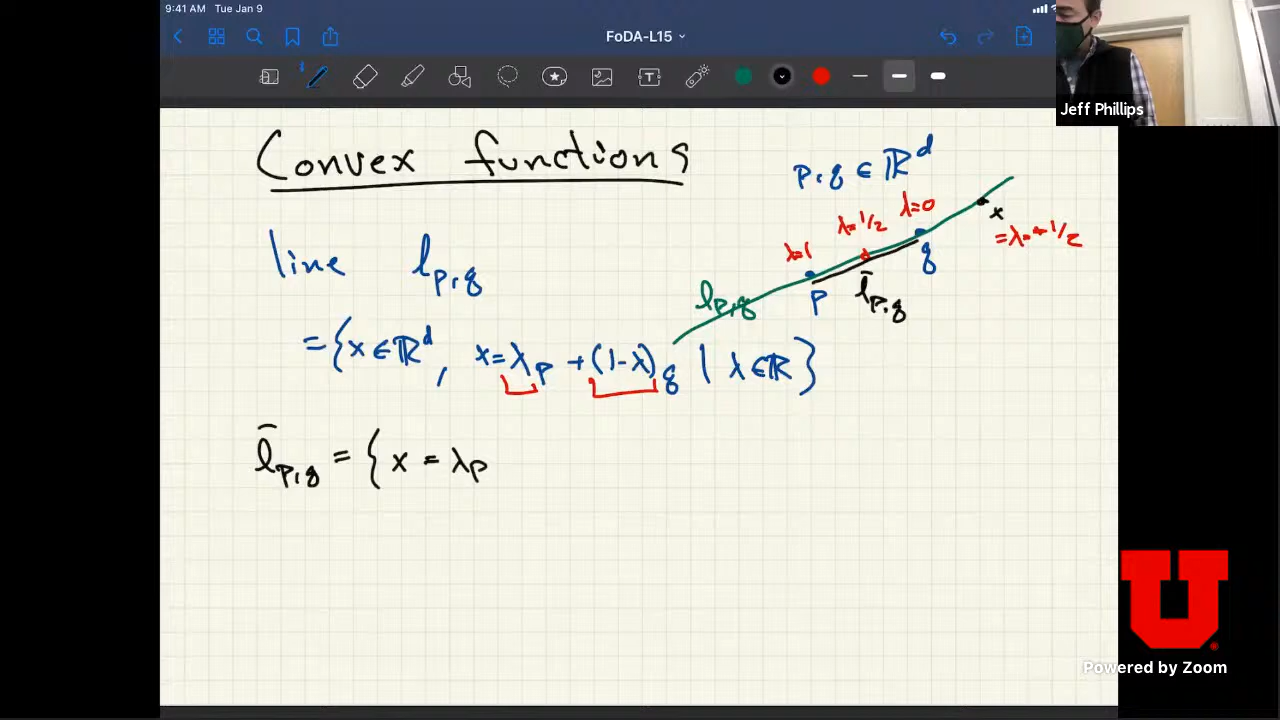 9:41 AM Tue Jan 9
FoDA-L15
Jeff Phillips
Convex functions
p,q ∈ ℝ^d
line l_{p,q}
λ=1
λ=1/2
λ=0
x
=λ=-1/2
l_{p,q}
p
l̄_{p,q}
q
={x∈ℝ^d, x=λp+(1-λ)q | λ∈ℝ}
l̄_{p,q} = {x = λp
U
Powered by Zoom